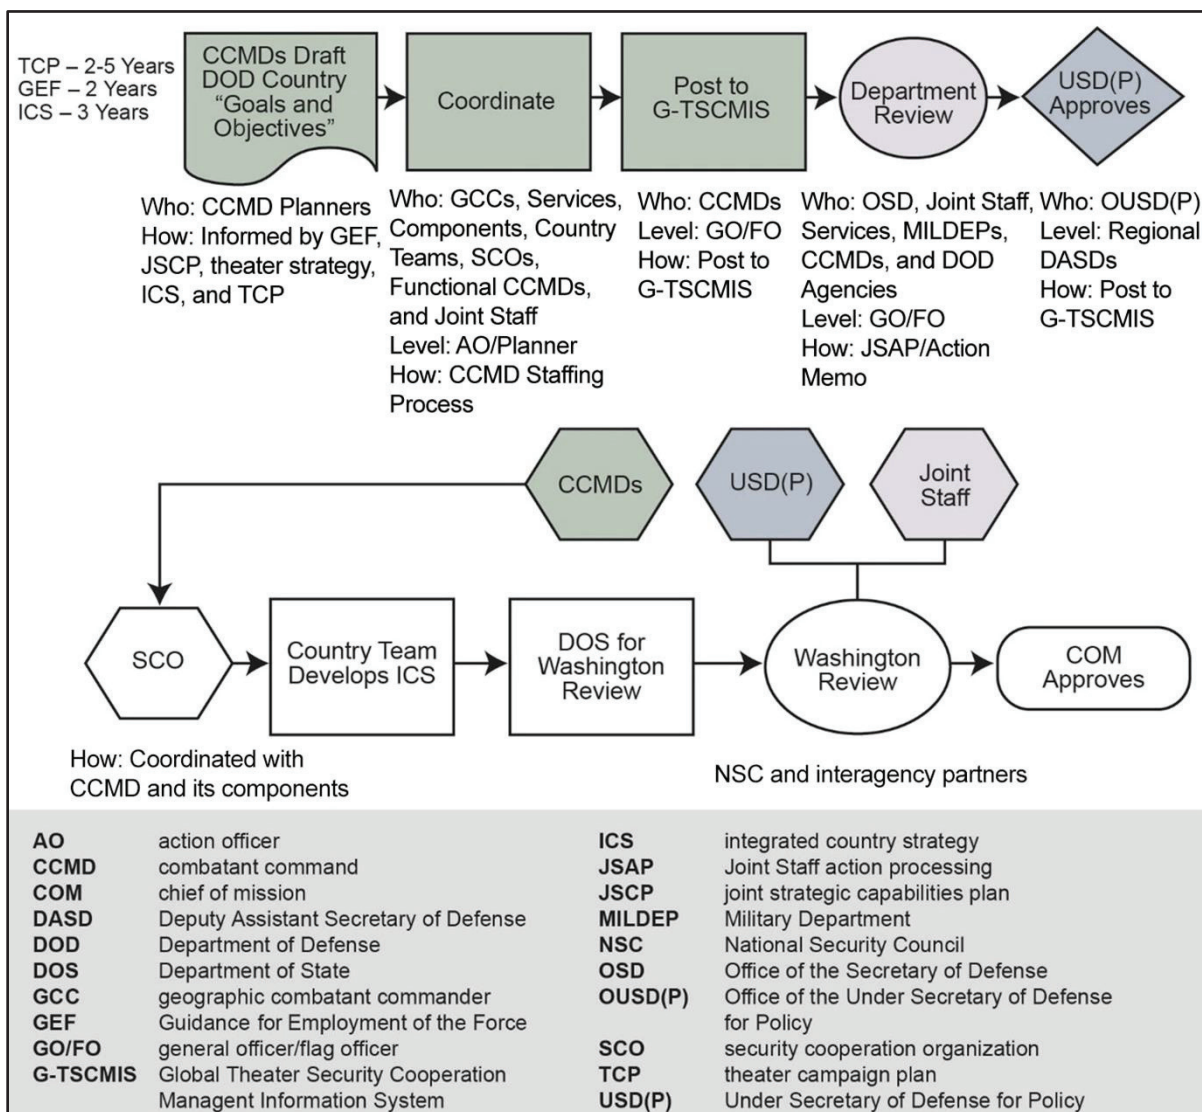 TCP – 2-5 Years
GEF – 2 Years
ICS – 3 Years
CCMDs Draft
DOD Country
“Goals and
Objectives”
Coordinate
Post to
G-TSCMIS
Department
Review
USD(P)
Approves
Who: CCMD Planners
How: Informed by GEF,
JSCP, theater strategy,
ICS, and TCP
Who: GCCs, Services,
Components, Country
Teams, SCOs,
Functional CCMDs,
and Joint Staff
Level: AO/Planner
How: CCMD Staffing
Process
Who: CCMDs
Level: GO/FO
How: Post to
G-TSCMIS
Who: OSD, Joint Staff,
Services, MILDEPs,
CCMDs, and DOD
Agencies
Level: GO/FO
How: JSAP/Action
Memo
Who: OUSD(P)
Level: Regional
DASDs
How: Post to
G-TSCMIS
CCMDs
USD(P)
Joint
Staff
SCO
Country Team
Develops ICS
DOS for
Washington
Review
Washington
Review
COM
Approves
How: Coordinated with
CCMD and its components
NSC and interagency partners
AO action officer
CCMD combatant command
COM chief of mission
DASD Deputy Assistant Secretary of Defense
DOD Department of Defense
DOS Department of State
GCC geographic combatant commander
GEF Guidance for Employment of the Force
GO/FO general officer/flag officer
G-TSCMIS Global Theater Security Cooperation
Managent Information System
ICS integrated country strategy
JSAP Joint Staff action processing
JSCP joint strategic capabilities plan
MILDEP Military Department
NSC National Security Council
OSD Office of the Secretary of Defense
OUSD(P) Office of the Under Secretary of Defense
for Policy
SCO security cooperation organization
TCP theater campaign plan
USD(P) Under Secretary of Defense for Policy